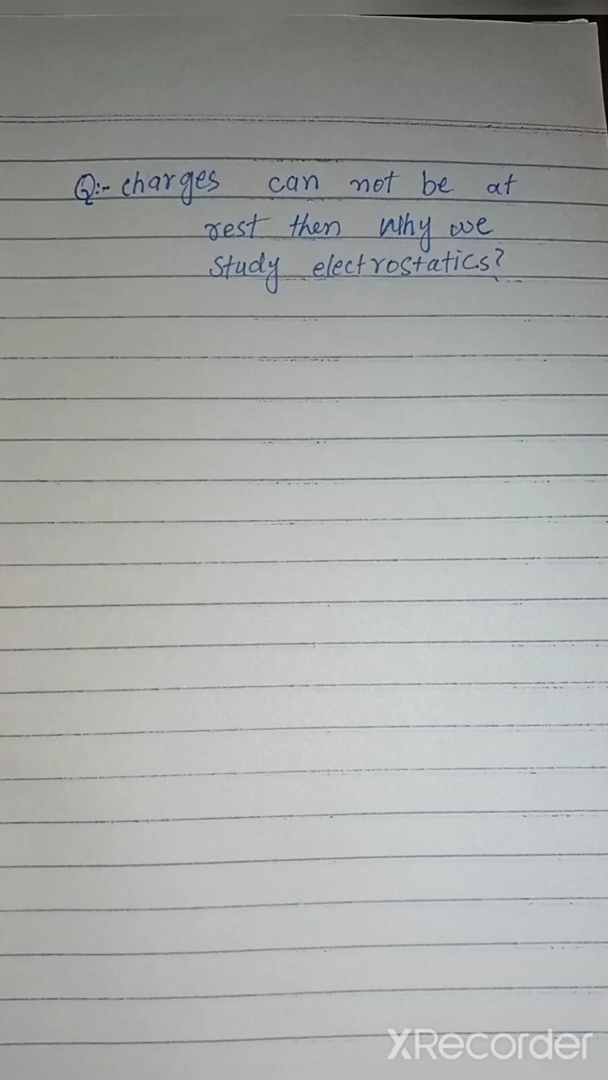 Q:- charges can not be at
rest then why we
study electrostatics?
XRecorder